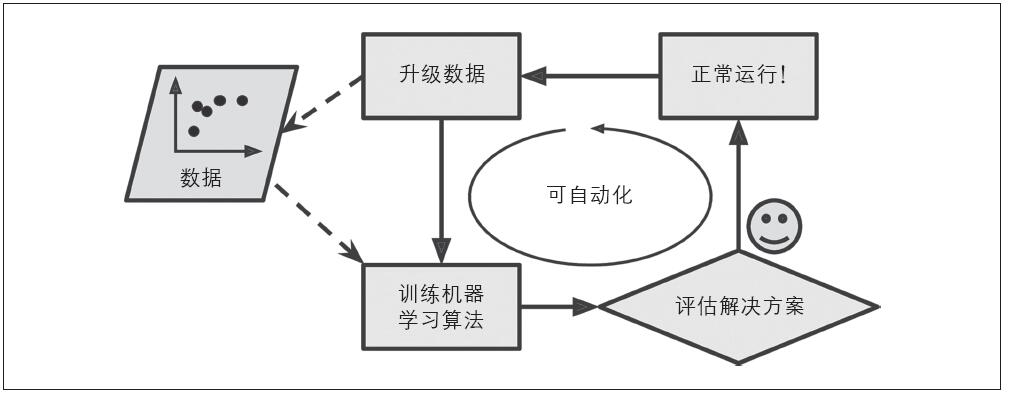 升级数据
正常运行!
数据
可自动化
训练机器
学习算法
评估解决方案